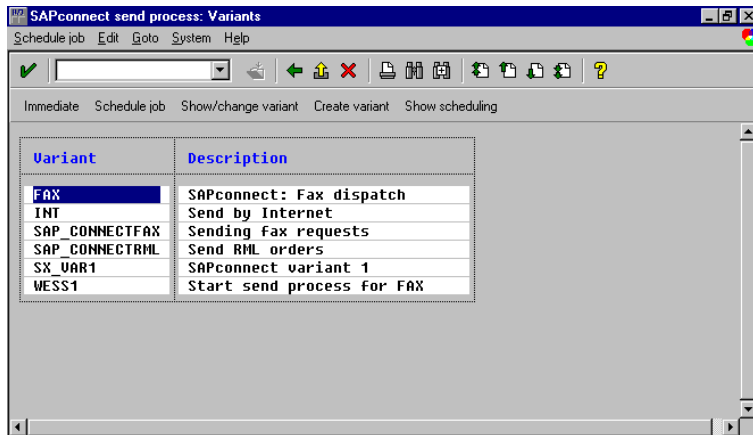 SAPconnect send process: Variants
Schedule job Edit Goto System Help
Immediate Schedule job Show/change variant Create variant Show scheduling
Variant Description
FAX SAPconnect: Fax dispatch
INT Send by Internet
SAP_CONNECTFAX Sending fax requests
SAP_CONNECTRML Send RML orders
SX_VAR1 SAPconnect variant 1
WESS1 Start send process for FAX